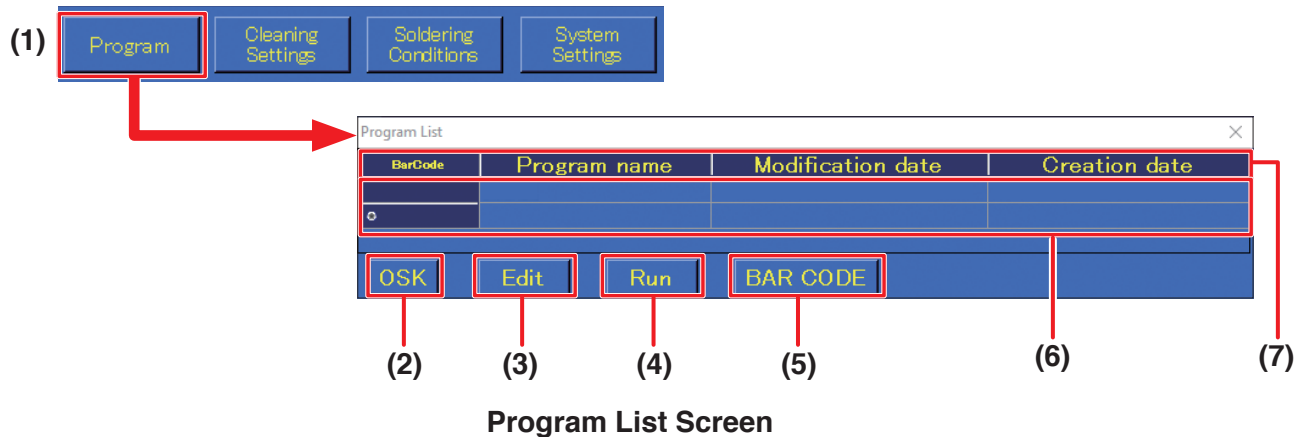 (1)
Program
Cleaning
Settings
Soldering
Conditions
System
Settings
Program List
BarCode Program name Modification date Creation date
(7)
OSK Edit Run BAR CODE
(2) (3) (4) (5) (6)
Program List Screen